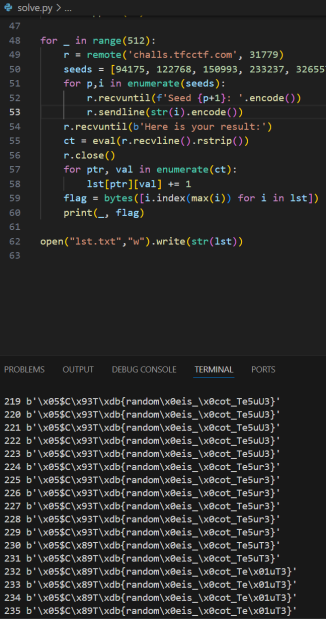 solve.py > ...
47
48 for _ in range(512):
49 r = remote('challs.tfcctf.com', 31779)
50 seeds = [94175, 122768, 150993, 233237, 32655
51 for p,i in enumerate(seeds):
52 r.recvuntil(f'Seed {p+1}: '.encode())
53 r.sendline(str(i).encode())
54 r.recvuntil(b'Here is your result:')
55 ct = eval(r.recvline().rstrip())
56 r.close()
57 for ptr, val in enumerate(ct):
58 lst[ptr][val] += 1
59 flag = bytes([i.index(max(i)) for i in lst])
60 print(_, flag)
61
62 open("lst.txt","w").write(str(lst))
63
PROBLEMS OUTPUT DEBUG CONSOLE TERMINAL PORTS
219 b'\x05$C\x93T\xdb{random\x0eis_\x0cot_Te5uU3}'
220 b'\x05$C\x93T\xdb{random\x0eis_\x0cot_Te5uU3}'
221 b'\x05$C\x93T\xdb{random\x0eis_\x0cot_Te5uU3}'
222 b'\x05$C\x93T\xdb{random\x0eis_\x0cot_Te5uU3}'
223 b'\x05$C\x93T\xdb{random\x0eis_\x0cot_Te5uU3}'
224 b'\x05$C\x93T\xdb{random\x0eis_\x0cot_Te5ur3}'
225 b'\x05$C\x93T\xdb{random\x0eis_\x0cot_Te5ur3}'
226 b'\x05$C\x93T\xdb{random\x0eis_\x0cot_Te5ur3}'
227 b'\x05$C\x93T\xdb{random\x0eis_\x0cot_Te5ur3}'
228 b'\x05$C\x93T\xdb{random\x0eis_\x0cot_Te5ur3}'
229 b'\x05$C\x93T\xdb{random\x0eis_\x0cot_Te5ur3}'
230 b'\x05$C\x89T\xdb{random\x0eis_\x0cot_Te5uT3}'
231 b'\x05$C\x89T\xdb{random\x0eis_\x0cot_Te5uT3}'
232 b'\x05$C\x89T\xdb{random\x0eis_\x0cot_Te\x01uT3}'
233 b'\x05$C\x89T\xdb{random\x0eis_\x0cot_Te\x01uT3}'
234 b'\x05$C\x89T\xdb{random\x0eis_\x0cot_Te\x01uT3}'
235 b'\x05$C\x89T\xdb{random\x0eis_\x0cot_Te\x01uT3}'